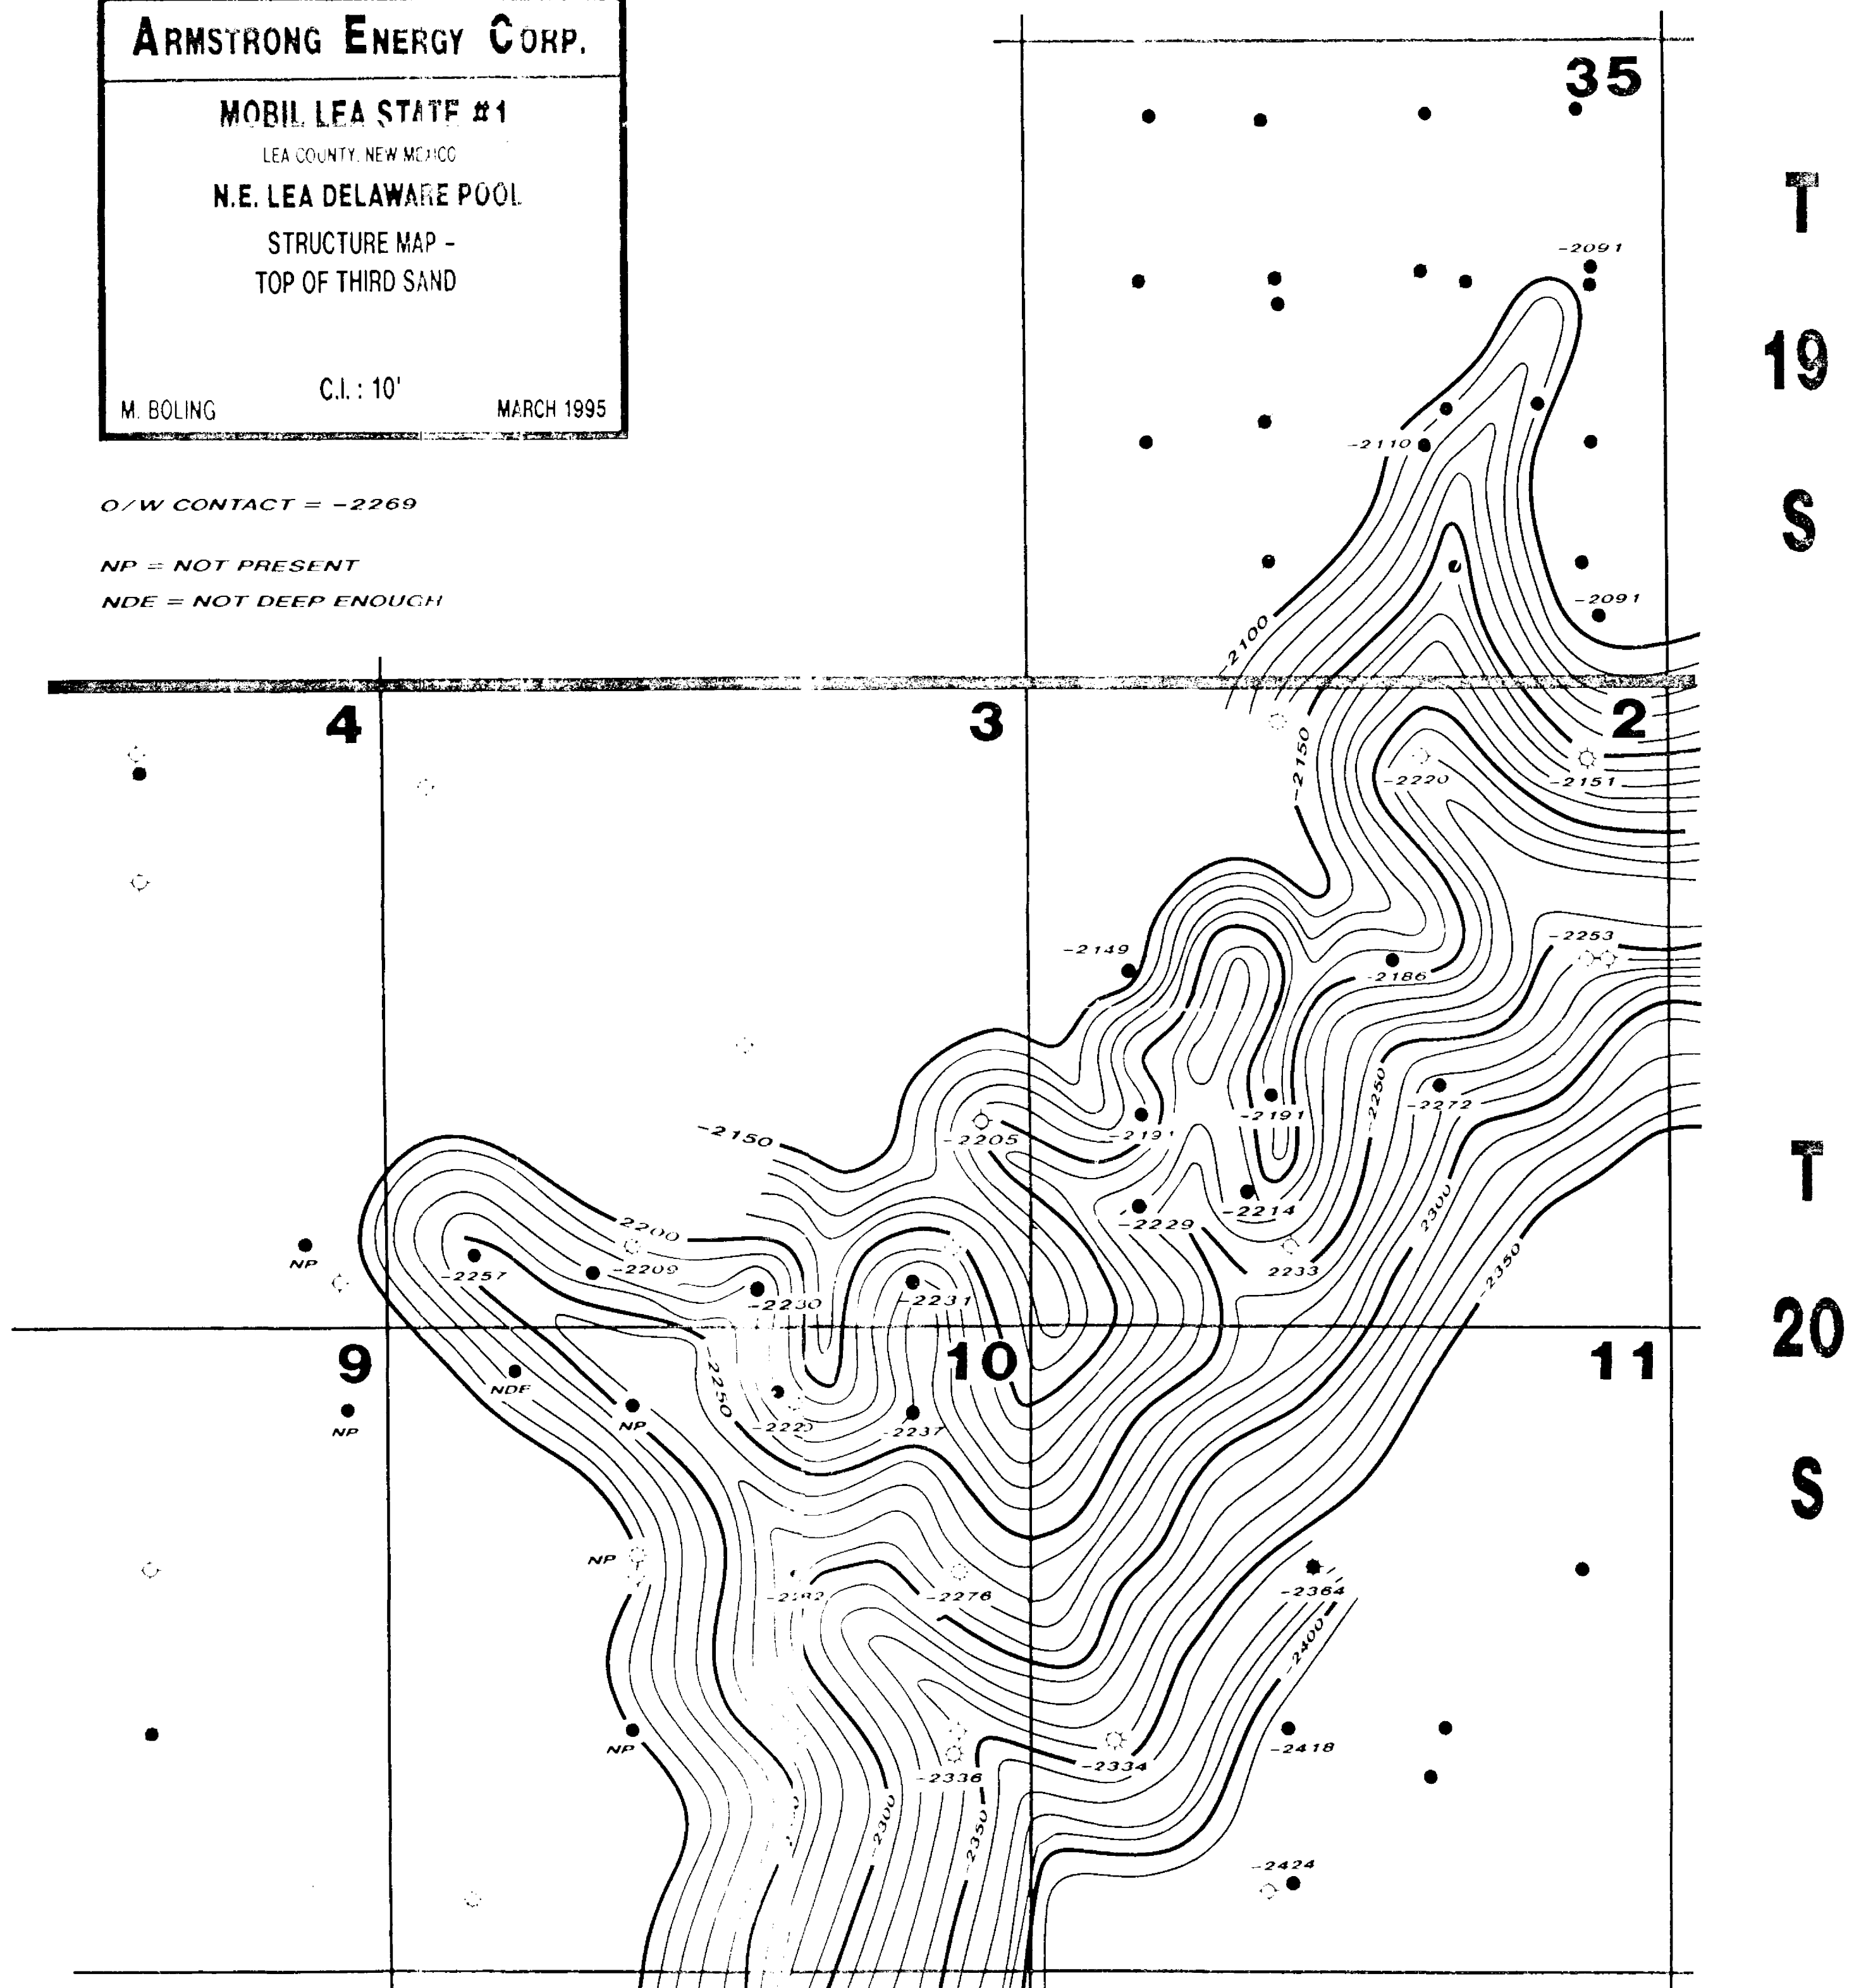 ARMSTRONG ENERGY CORP.
MOBIL LEA STATE #1
LEA COUNTY, NEW MEXICO
N.E. LEA DELAWARE POOL
STRUCTURE MAP -
TOP OF THIRD SAND
C.I. : 10'
M. BOLING MARCH 1995
O/W CONTACT = -2269
NP = NOT PRESENT
NDE = NOT DEEP ENOUGH
35
T
19
S
-2091
-2110
-2091
-2100
4
3
2
-2150
-2220
-2151
-2149
-2186
-2253
-2150
-2205
-2191
-2191
-2250
-2272
T
20
S
2200
-2209
-2257
-2230
-2231
-2229
-2214
2233
2300
-2350
NP
9
10
11
NDE
NP
NP
-2250
-2237
NP
-2276
-2364
-2400
NP
-2336
-2334
-2418
-2300
-2350
-2424